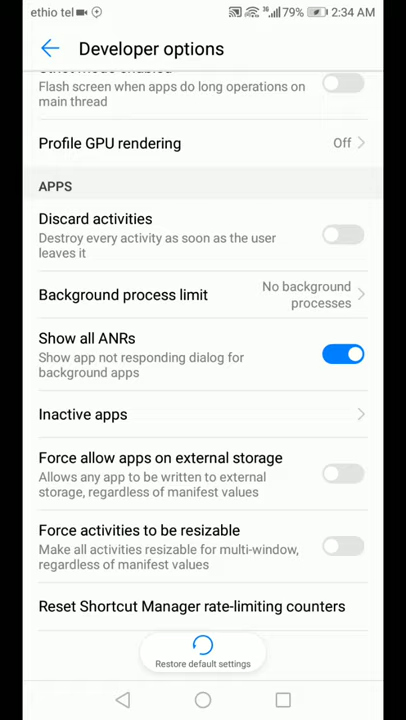 ethio tel 79% 2:34 AM
Developer options
Strict mode enabled
Flash screen when apps do long operations on
main thread
Profile GPU rendering Off
APPS
Discard activities
Destroy every activity as soon as the user
leaves it
Background process limit No background
processes
Show all ANRs
Show app not responding dialog for
background apps
Inactive apps
Force allow apps on external storage
Allows any app to be written to external
storage, regardless of manifest values
Force activities to be resizable
Make all activities resizable for multi-window,
regardless of manifest values
Reset Shortcut Manager rate-limiting counters
Restore default settings